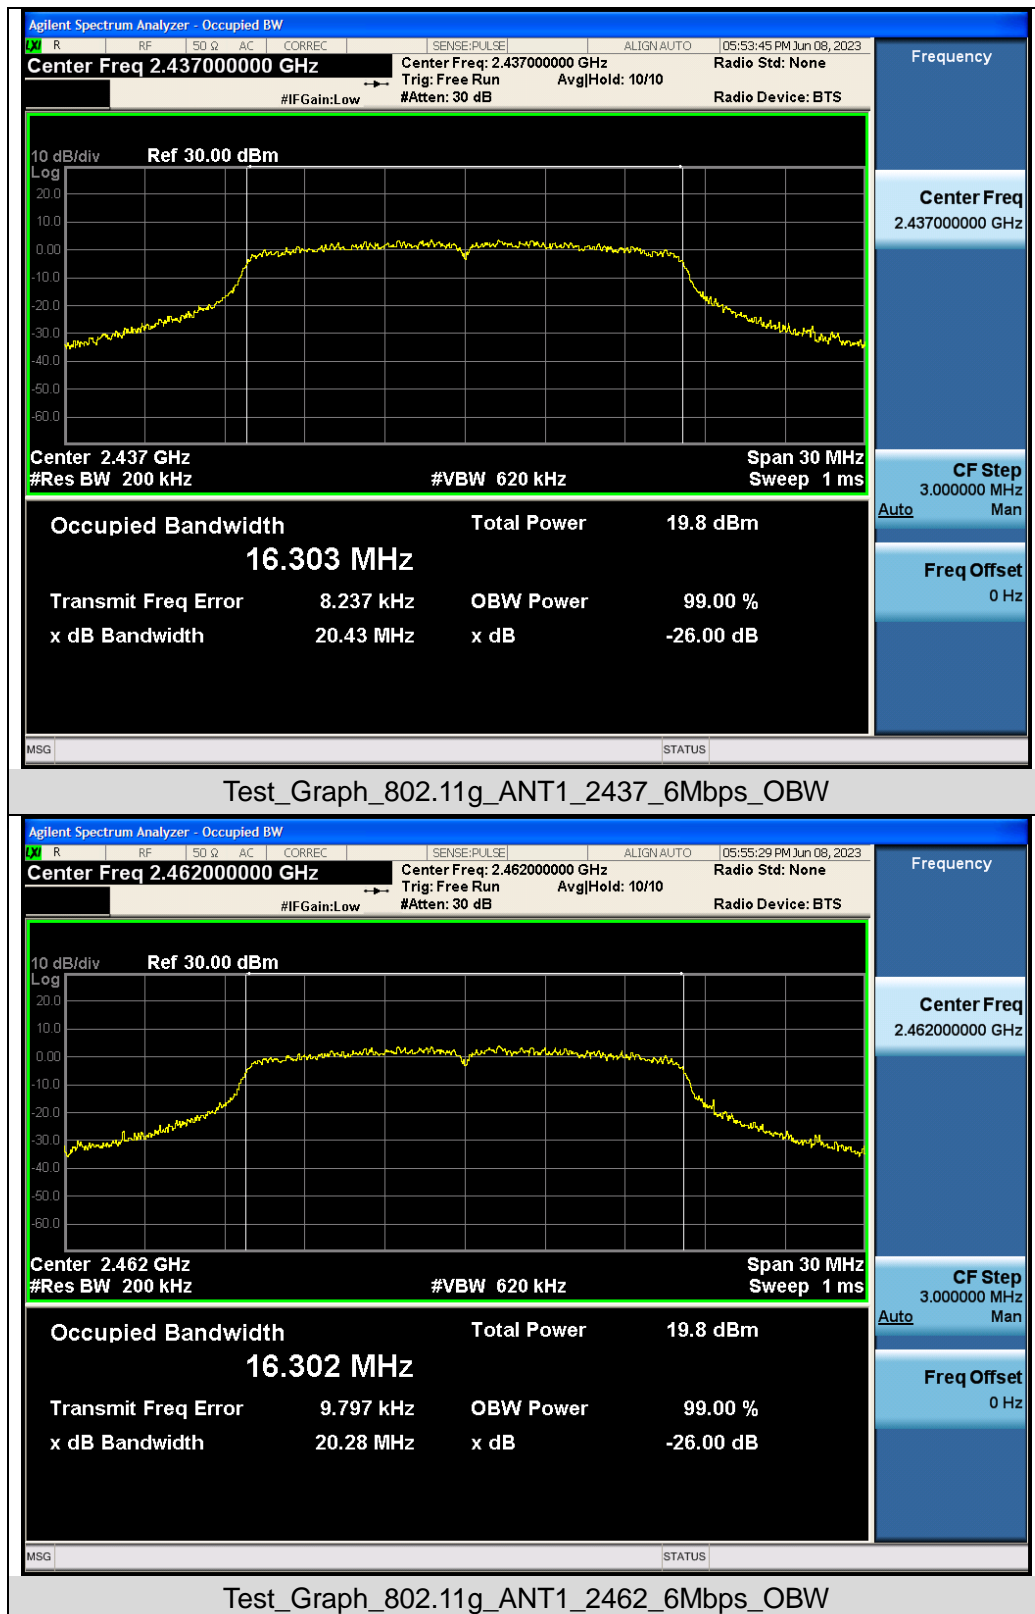 Agilent Spectrum Analyzer - Occupied BW
LXI R RF 50 Ω AC CORREC SENSE:PULSE ALIGN AUTO 05:53:45 PM Jun 08, 2023
Center Freq 2.437000000 GHz
Center Freq: 2.437000000 GHz
Radio Std: None
Trig: Free Run Avg|Hold: 10/10
#IFGain:Low
#Atten: 30 dB
Radio Device: BTS
Frequency
10 dB/div Ref 30.00 dBm
Log
20.0
10.0
0.00
-10.0
-20.0
-30.0
-40.0
-50.0
-60.0
Center Freq
2.437000000 GHz
Center 2.437 GHz Span 30 MHz
#Res BW 200 kHz #VBW 620 kHz Sweep 1 ms
CF Step
3.000000 MHz
Auto Man
Occupied Bandwidth Total Power 19.8 dBm
16.303 MHz
Transmit Freq Error 8.237 kHz OBW Power 99.00 %
x dB Bandwidth 20.43 MHz x dB -26.00 dB
Freq Offset
0 Hz
MSG STATUS
Test_Graph_802.11g_ANT1_2437_6Mbps_OBW
Agilent Spectrum Analyzer - Occupied BW
LXI R RF 50 Ω AC CORREC SENSE:PULSE ALIGN AUTO 05:55:29 PM Jun 08, 2023
Center Freq 2.462000000 GHz
Center Freq: 2.462000000 GHz
Radio Std: None
Trig: Free Run Avg|Hold: 10/10
#IFGain:Low
#Atten: 30 dB
Radio Device: BTS
Frequency
10 dB/div Ref 30.00 dBm
Log
20.0
10.0
0.00
-10.0
-20.0
-30.0
-40.0
-50.0
-60.0
Center Freq
2.462000000 GHz
Center 2.462 GHz Span 30 MHz
#Res BW 200 kHz #VBW 620 kHz Sweep 1 ms
CF Step
3.000000 MHz
Auto Man
Occupied Bandwidth Total Power 19.8 dBm
16.302 MHz
Transmit Freq Error 9.797 kHz OBW Power 99.00 %
x dB Bandwidth 20.28 MHz x dB -26.00 dB
Freq Offset
0 Hz
MSG STATUS
Test_Graph_802.11g_ANT1_2462_6Mbps_OBW